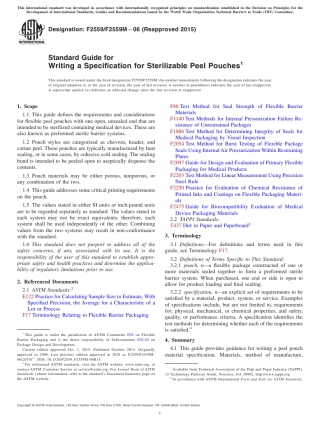 This international standard was developed in accordance with internationally recognized principles on standardization established in the Decision on Principles for the
Development of International Standards, Guides and Recommendations issued by the World Trade Organization Technical Barriers to Trade (TBT) Committee.
Designation: F2559/F2559M − 06 (Reapproved 2015)
Standard Guide for
Writing a Specification for Sterilizable Peel Pouches¹
This standard is issued under the fixed designation F2559/F2559M; the number immediately following the designation indicates the year
of original adoption or, in the case of revision, the year of last revision. A number in parentheses indicates the year of last reapproval.
A superscript epsilon (ε) indicates an editorial change since the last revision or reapproval.
1. Scope
1.1 This guide defines the requirements and considerations
for flexible peel pouches with one open, unsealed end that are
intended to be sterilized containing medical devices. These are
also known as preformed sterile barrier systems.
1.2 Pouch styles are categorized as chevron, header, and
corner peel. These pouches are typically manufactured by heat
sealing, or in some cases, by cohesive cold sealing. The sealing
bond is intended to be peeled open to aseptically dispense the
contents.
1.3 Pouch materials may be either porous, nonporous, or
any combination of the two.
1.4 This guide addresses some critical printing requirements
on the pouch.
1.5 The values stated in either SI units or inch-pound units
are to be regarded separately as standard. The values stated in
each system may not be exact equivalents; therefore, each
system shall be used independently of the other. Combining
values from the two systems may result in non-conformance
with the standard.
1.6 This standard does not purport to address all of the
safety concerns, if any, associated with its use. It is the
responsibility of the user of this standard to establish appro-
priate safety and health practices and determine the applica-
bility of regulatory limitations prior to use.
2. Referenced Documents
2.1 ASTM Standards:²
E122 Practice for Calculating Sample Size to Estimate, With
Specified Precision, the Average for a Characteristic of a
Lot or Process
F17 Terminology Relating to Flexible Barrier Packaging
¹ This guide is under the jurisdiction of ASTM Committee F02 on Flexible
Barrier Packaging and is the direct responsibility of Subcommittee F02.50 on
Package Design and Development.
Current edition approved Oct. 1, 2015. Published October 2015. Originally
approved in 2006. Last previous edition approved in 2010 as F2559/F2559M –
06(2010)
² For referenced ASTM standards, visit the ASTM website, www.astm.org, or
contact ASTM Customer Service at service@astm.org. For Annual Book of ASTM
Standards volume information, refer to the standard's Document Summary page on
the ASTM website.
F88 Test Method for Seal Strength of Flexible Barrier
Materials
F1140 Test Methods for Internal Pressurization Failure Re-
sistance of Unrestrained Packages
F1886 Test Method for Determining Integrity of Seals for
Medical Packaging by Visual Inspection
F2054 Test Method for Burst Testing of Flexible Package
Seals Using Internal Air Pressurization Within Restraining
Plates
F2097 Guide for Design and Evaluation of Primary Flexible
Packaging for Medical Products
F2203 Test Method for Linear Measurement Using Precision
Steel Rule
F2250 Practice for Evaluation of Chemical Resistance of
Printed Inks and Coatings on Flexible Packaging Materi-
als
F2475 Guide for Biocompatibility Evaluation of Medical
Device Packaging Materials
2.2 TAPPI Standards:
T437 Dirt in Paper and Paperboard³
3. Terminology
3.1 Definitions—For definitions and terms used in this
guide, see Terminology F17.
3.2 Definitions of Terms Specific to This Standard:
3.2.1 pouch, n—a flexible package constructed of one or
more materials sealed together to form a preformed sterile
barrier system. When purchased, one end or side is open to
allow for product loading and final sealing.
3.2.2 specification, n—an explicit set of requirements to be
satisfied by a material, product, system, or service. Examples
of specifications include, but are not limited to, requirements
for; physical, mechanical, or chemical properties, and safety,
quality, or performance criteria. A specification identifies the
test methods for determining whether each of the requirements
is satisfied.⁴
4. Summary
4.1 This guide provides guidance for writing a peel pouch
material specification. Materials, method of manufacture,
³ Available from Technical Association of the Pulp and Paper Industry (TAPPI),
15 Technology Parkway South, Norcross, GA 30092, http://www.tappi.org.
⁴ In accordance with ASTM International Form and Style for ASTM Standards.
Copyright © ASTM International, 100 Barr Harbor Drive, PO Box C700, West Conshohocken, PA 19428-2959. United States
1